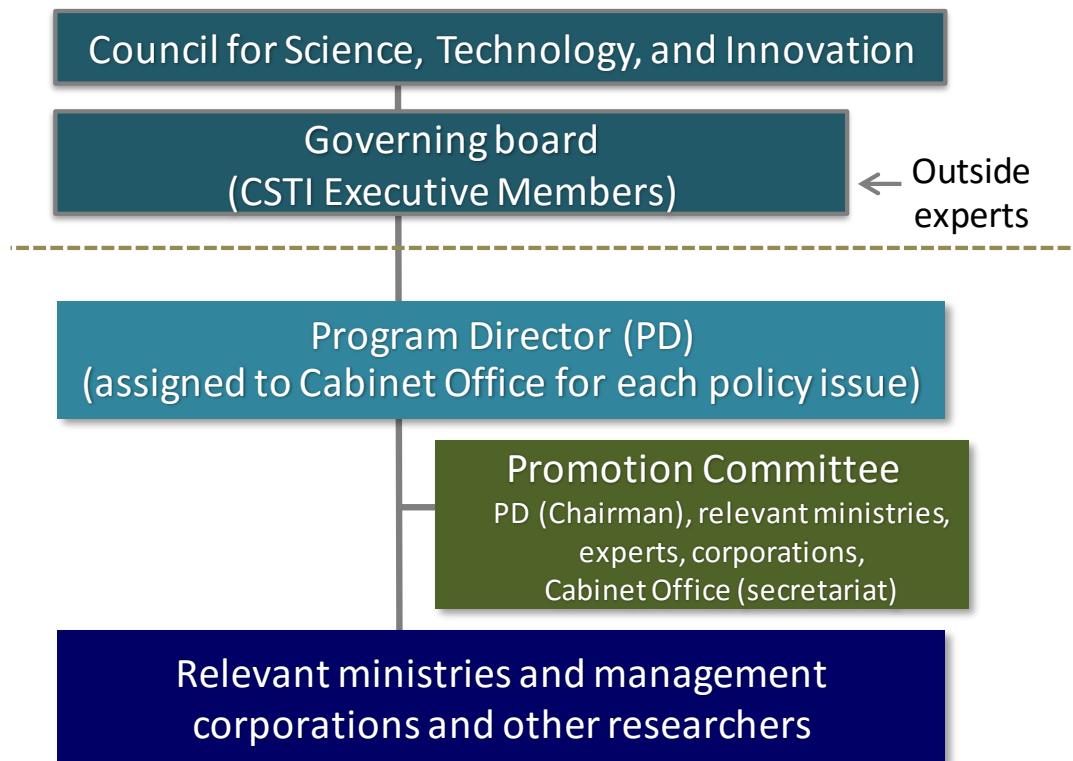 Council for Science, Technology, and Innovation
Governing board
(CSTI Executive Members)
Outside
experts
Program Director (PD)
(assigned to Cabinet Office for each policy issue)
Promotion Committee
PD (Chairman), relevant ministries,
experts, corporations,
Cabinet Office (secretariat)
Relevant ministries and management
corporations and other researchers